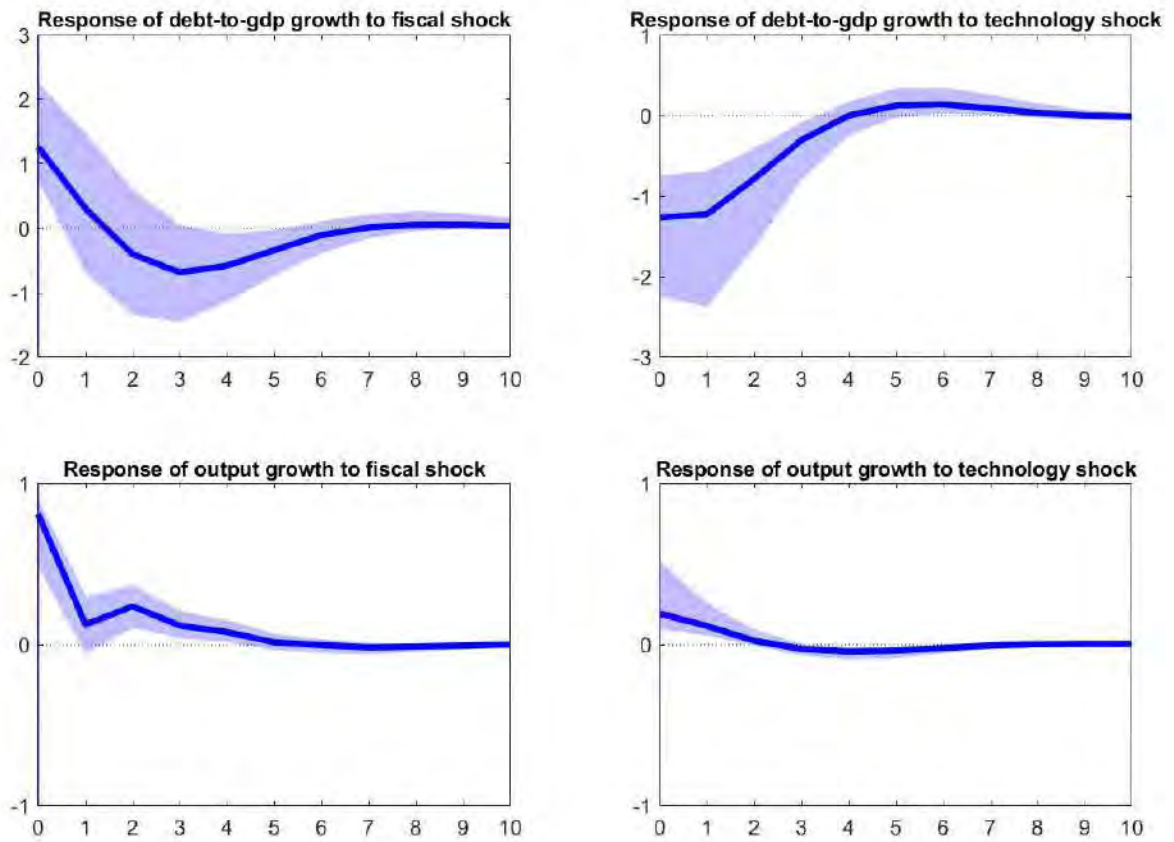 Response of debt-to-gdp growth to fiscal shock
3
2
1
0
-1
-2
0 1 2 3 4 5 6 7 8 9 10
Response of debt-to-gdp growth to technology shock
1
0
-1
-2
-3
0 1 2 3 4 5 6 7 8 9 10
Response of output growth to fiscal shock
1
0
-1
0 1 2 3 4 5 6 7 8 9 10
Response of output growth to technology shock
1
0
-1
0 1 2 3 4 5 6 7 8 9 10